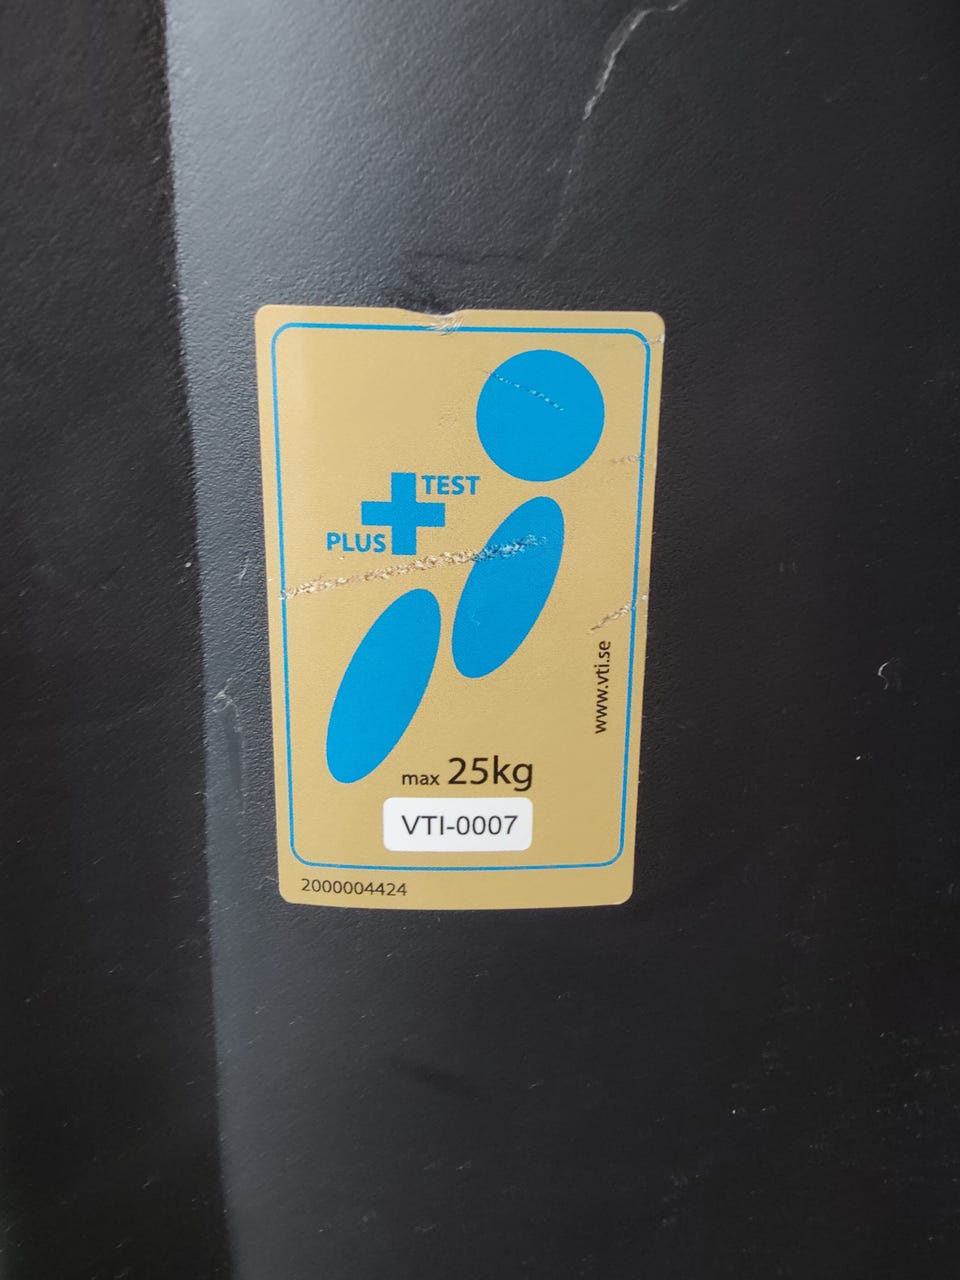 TEST
PLUS
www.vti.se
max 25kg
VTI-0007
2000004424